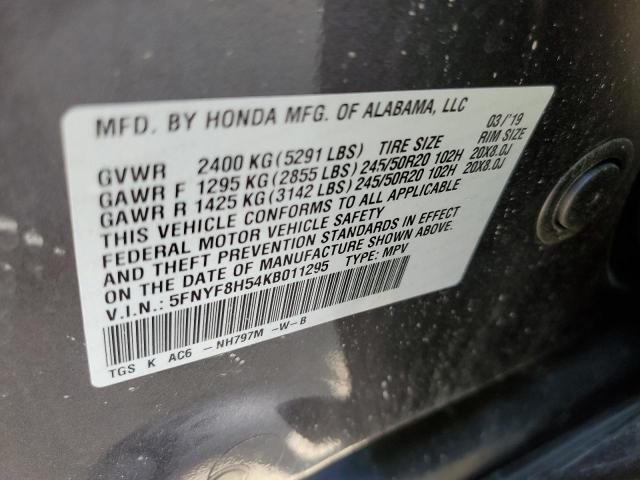 MFD. BY HONDA MFG. OF ALABAMA, LLC 03/'19
GVWR 2400 KG(5291 LBS) TIRE SIZE RIM SIZE
GAWR F 1295 KG(2855 LBS)245/50R20 102H 20X8.0J
GAWR R 1425 KG(3142 LBS)245/50R20 102H 20X8.0J
THIS VEHICLE CONFORMS TO ALL APPLICABLE
FEDERAL MOTOR VEHICLE SAFETY
AND THEFT PREVENTION STANDARDS IN EFFECT
ON THE DATE OF MANUFACTURE SHOWN ABOVE.
V.I.N.: 5FNYF8H54KB011295 TYPE: MPV
TGS K AC6 - NH797M -W-B